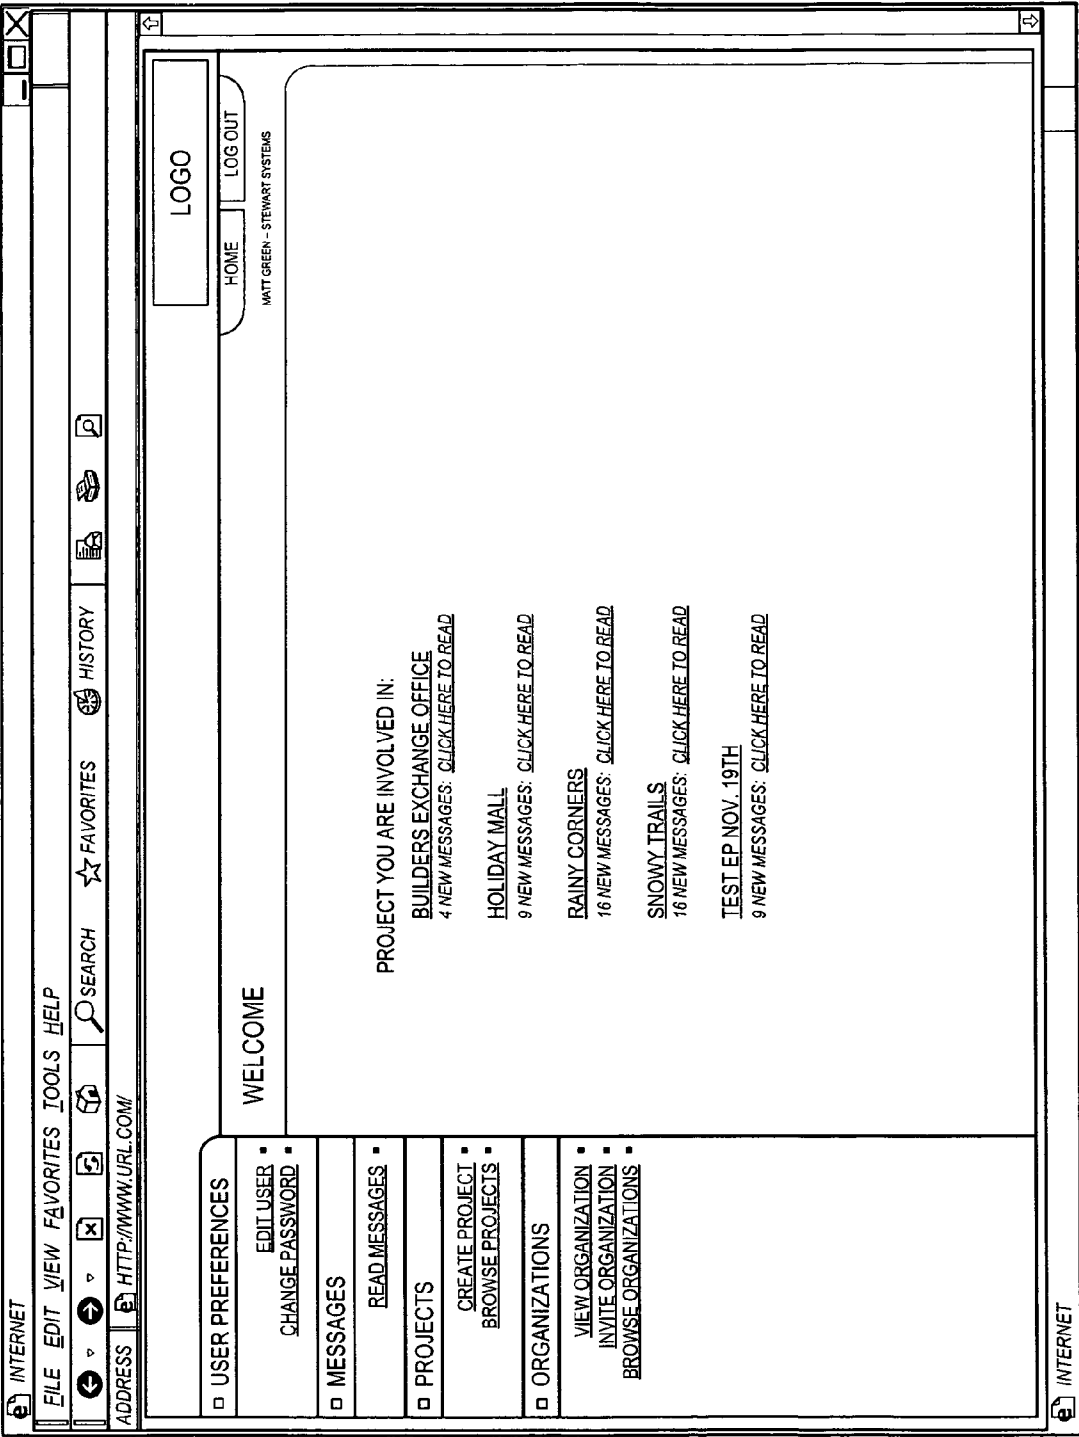 INTERNET
FILE EDIT VIEW FAVORITES TOOLS HELP
SEARCH FAVORITES HISTORY
ADDRESS HTTP://WWW.URL.COM/
LOGO
HOME LOG OUT
WELCOME
MATT GREEN – STEWART SYSTEMS
USER PREFERENCES
EDIT USER
CHANGE PASSWORD
MESSAGES
READ MESSAGES
PROJECTS
CREATE PROJECT
BROWSE PROJECTS
ORGANIZATIONS
VIEW ORGANIZATION
INVITE ORGANIZATION
BROWSE ORGANIZATIONS
PROJECT YOU ARE INVOLVED IN:
BUILDERS EXCHANGE OFFICE
4 NEW MESSAGES: CLICK HERE TO READ
HOLIDAY MALL
9 NEW MESSAGES: CLICK HERE TO READ
RAINY CORNERS
16 NEW MESSAGES: CLICK HERE TO READ
SNOWY TRAILS
16 NEW MESSAGES: CLICK HERE TO READ
TEST EP NOV. 19TH
9 NEW MESSAGES: CLICK HERE TO READ
INTERNET